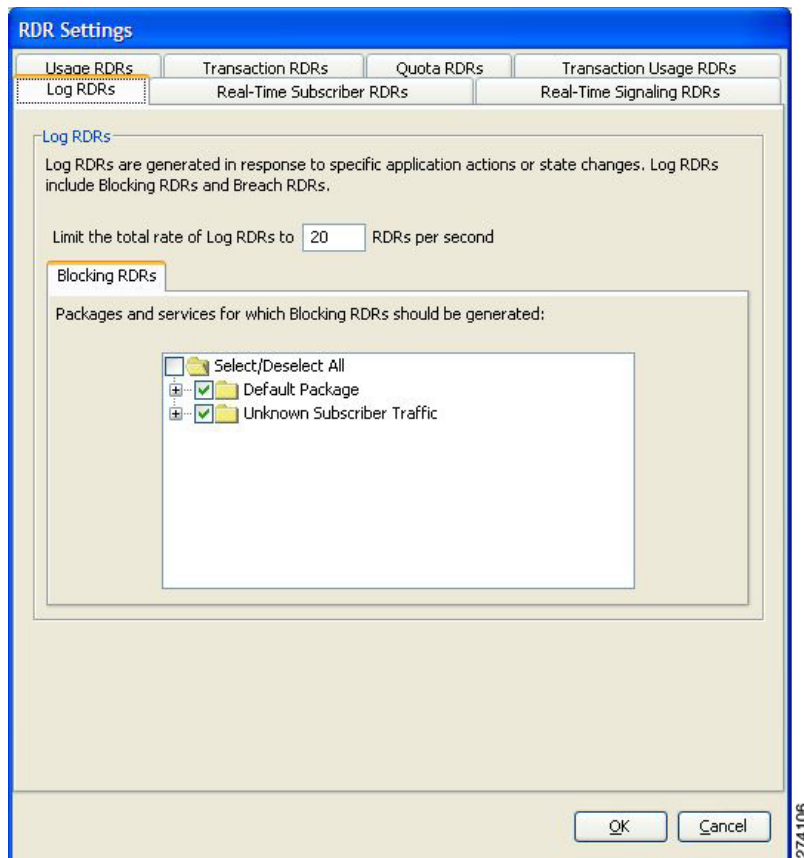 RDR Settings
Usage RDRs Transaction RDRs Quota RDRs Transaction Usage RDRs
Log RDRs Real-Time Subscriber RDRs Real-Time Signaling RDRs
Log RDRs
Log RDRs are generated in response to specific application actions or state changes. Log RDRs
include Blocking RDRs and Breach RDRs.
Limit the total rate of Log RDRs to 20 RDRs per second
Blocking RDRs
Packages and services for which Blocking RDRs should be generated:
Select/Deselect All
Default Package
Unknown Subscriber Traffic
OK Cancel
274106